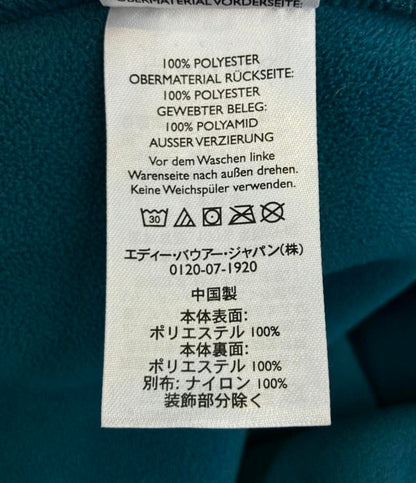 OBERMATERIAL VORDERSEITE:
100% POLYESTER
OBERMATERIAL RÜCKSEITE:
100% POLYESTER
GEWEBTER BELEG:
100% POLYAMID
AUSSER VERZIERUNG
Vor dem Waschen linke
Warenseite nach außen drehen.
Keine Weichspüler verwenden.
30
エディー・バウアー・ジャパン(株)
0120-07-1920
中国製
本体表面:
ポリエステル 100%
本体裏面:
ポリエステル 100%
別布: ナイロン 100%
装飾部分除く